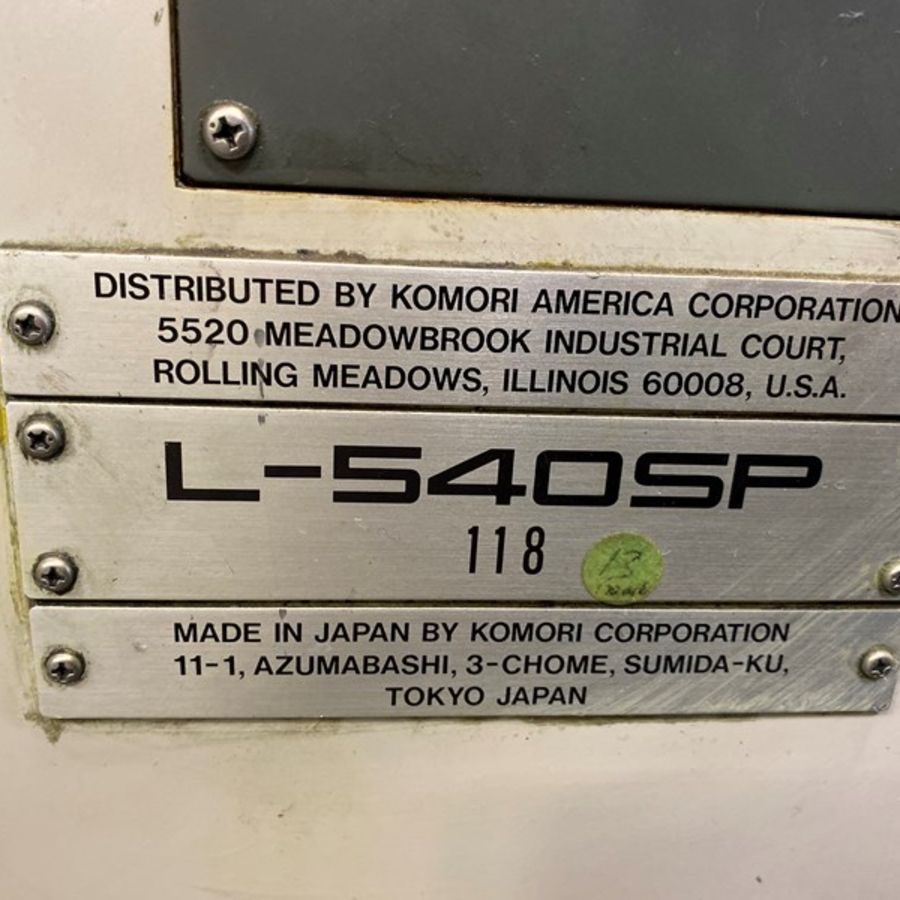 DISTRIBUTED BY KOMORI AMERICA CORPORATION
5520 MEADOWBROOK INDUSTRIAL COURT,
ROLLING MEADOWS, ILLINOIS 60008, U.S.A.
L-540SP
118
13
MADE IN JAPAN BY KOMORI CORPORATION
11-1, AZUMABASHI, 3-CHOME, SUMIDA-KU,
TOKYO JAPAN